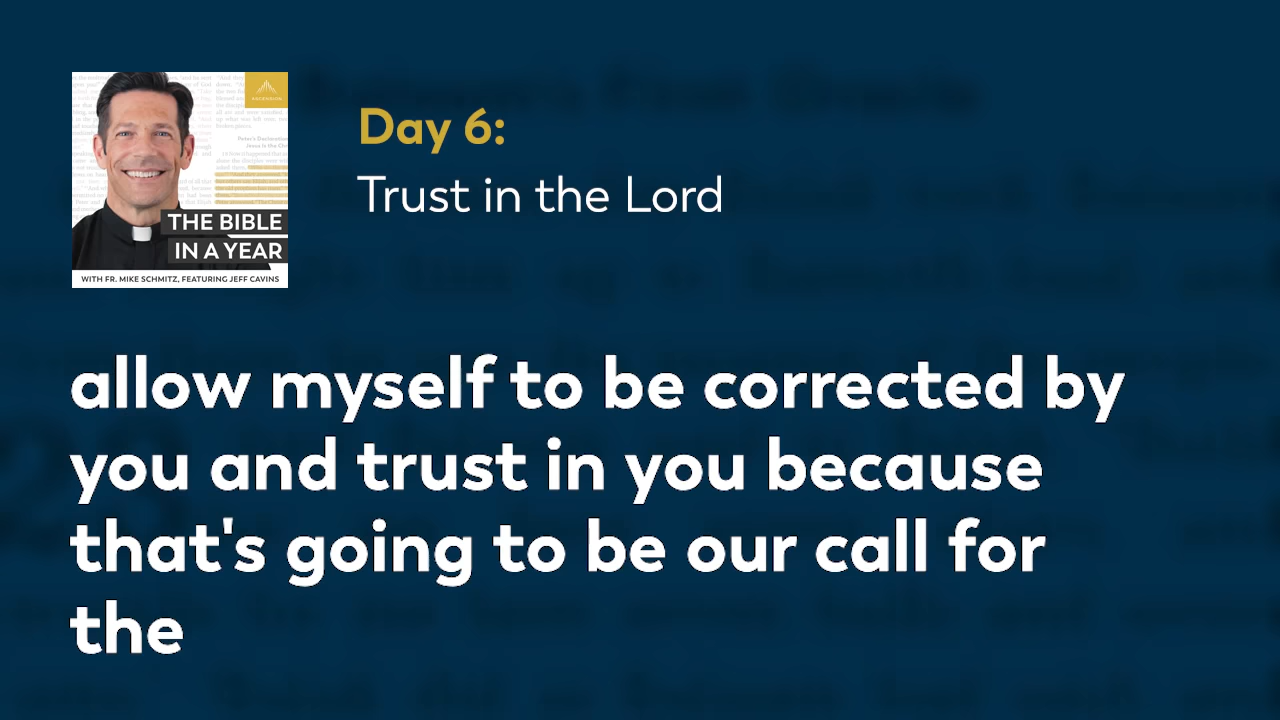 ASCENSION
Day 6:
Trust in the Lord
THE BIBLE
IN A YEAR
WITH FR. MIKE SCHMITZ, FEATURING JEFF CAVINS
allow myself to be corrected by
you and trust in you because
that's going to be our call for
the